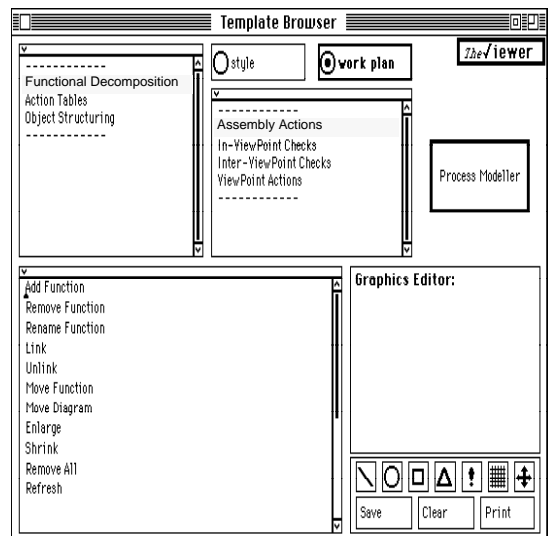 Template Browser
------------
Functional Decomposition
Action Tables
Object Structuring
------------
style
work plan
The√iewer
------------
Assembly Actions
In-ViewPoint Checks
Inter-ViewPoint Checks
ViewPoint Actions
------------
Process Modeller
Add Function
Remove Function
Rename Function
Link
Unlink
Move Function
Move Diagram
Enlarge
Shrink
Remove All
Refresh
Graphics Editor:
Save
Clear
Print